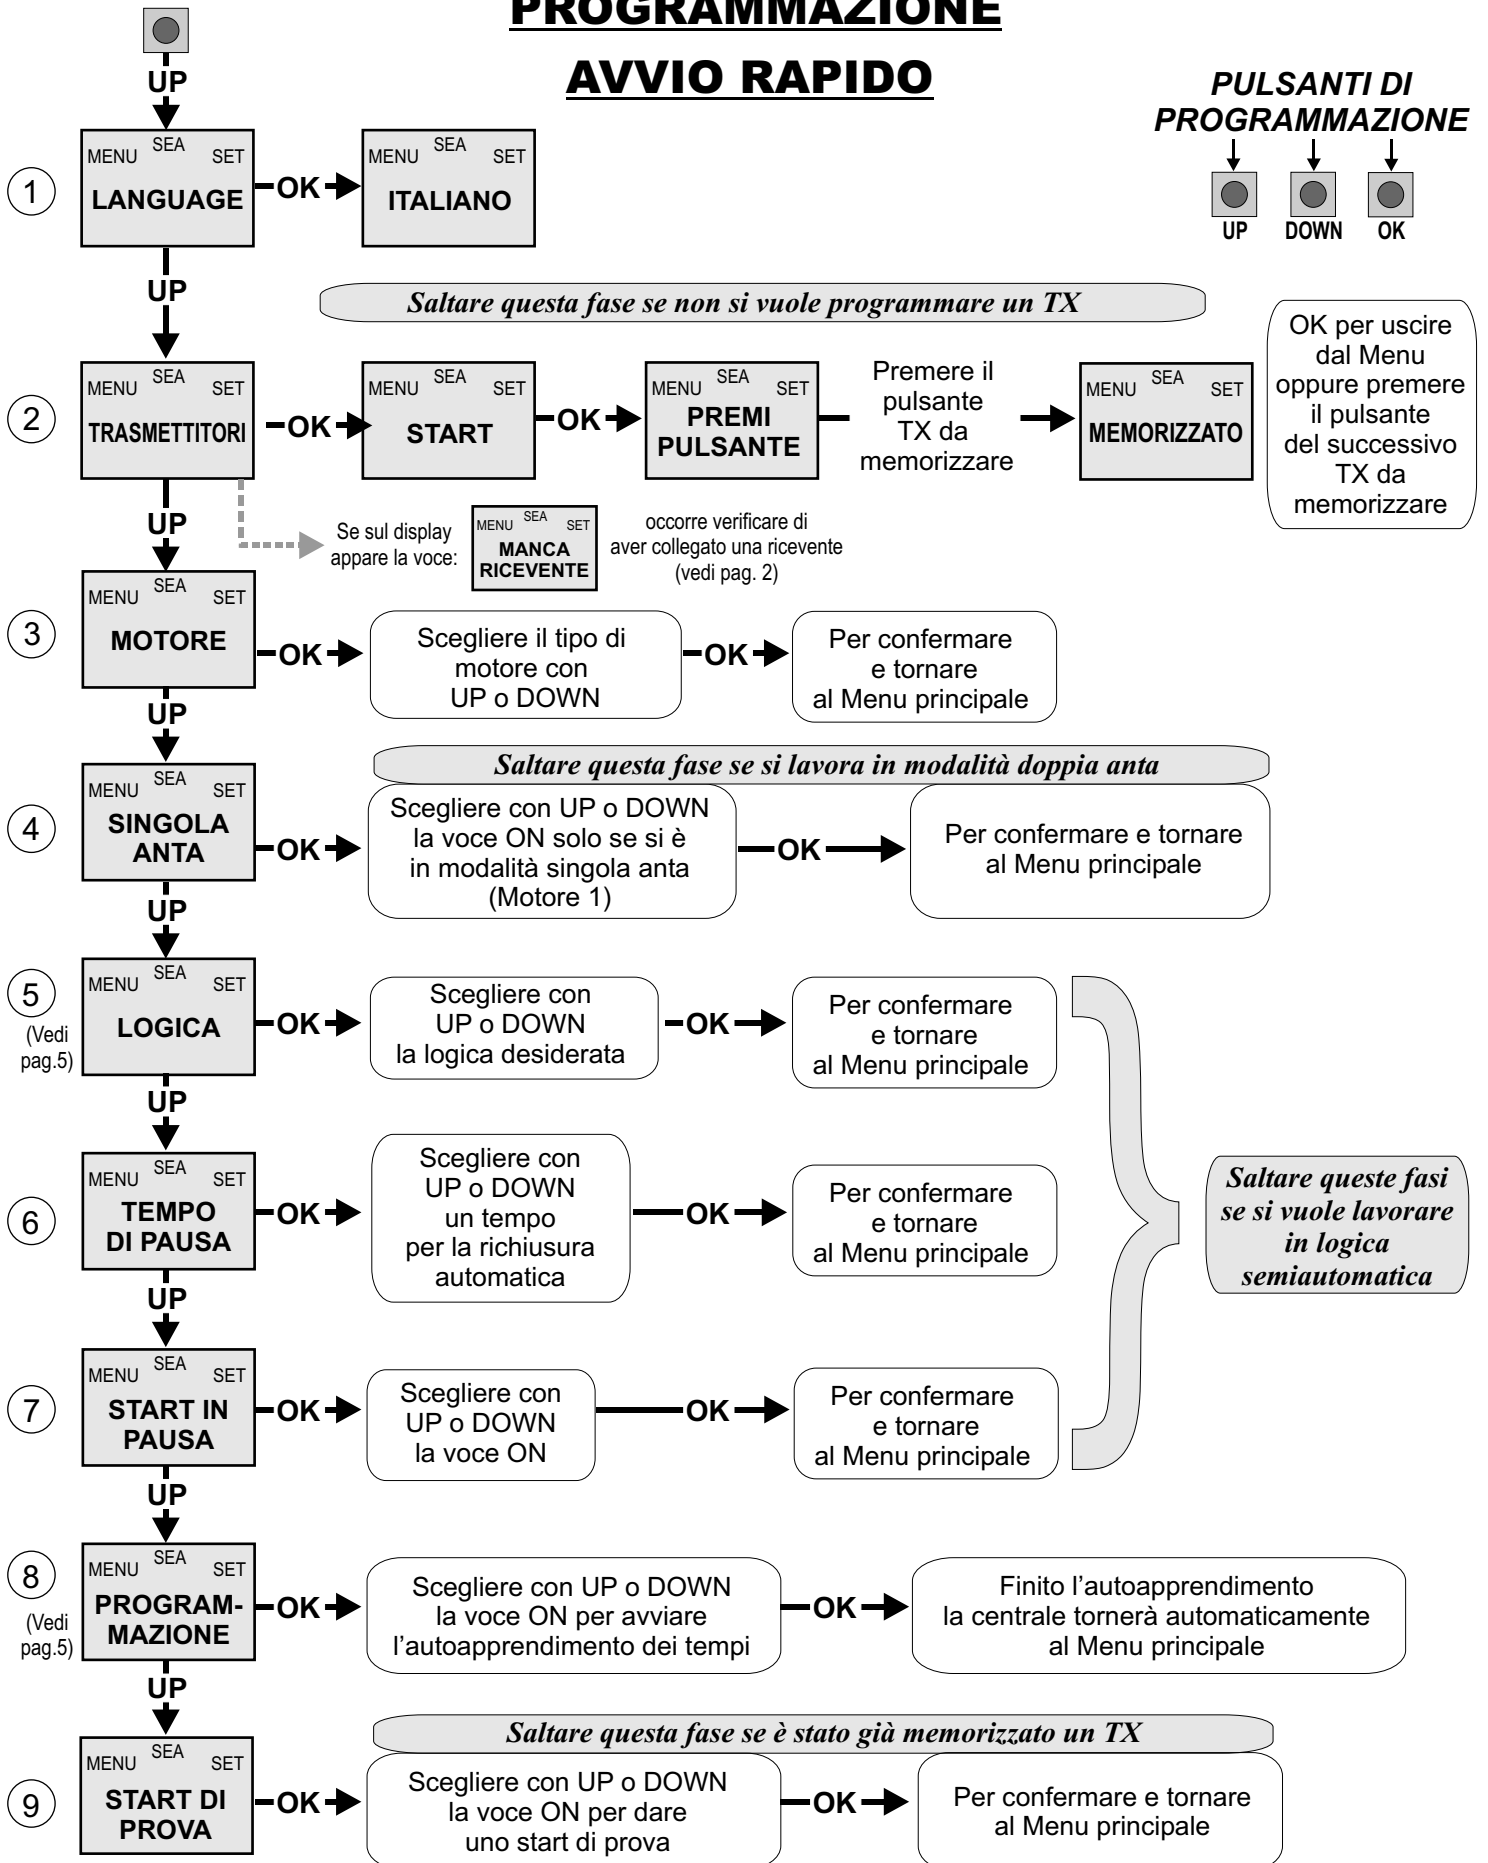 PROGRAMMAZIONE
AVVIO RAPIDO
PULSANTI DI
PROGRAMMAZIONE
UP DOWN OK
UP
1
MENU SEA SET
LANGUAGE
OK
MENU SEA SET
ITALIANO
UP
Saltare questa fase se non si vuole programmare un TX
2
MENU SEA SET
TRASMETTITORI
OK
MENU SEA SET
START
OK
MENU SEA SET
PREMI
PULSANTE
Premere il
pulsante
TX da
memorizzare
MENU SEA SET
MEMORIZZATO
OK per uscire
dal Menu
oppure premere
il pulsante
del successivo
TX da
memorizzare
UP
Se sul display
appare la voce:
MENU SEA SET
MANCA
RICEVENTE
occorre verificare di
aver collegato una ricevente
(vedi pag. 2)
3
MENU SEA SET
MOTORE
OK
Scegliere il tipo di
motore con
UP o DOWN
OK
Per confermare
e tornare
al Menu principale
UP
Saltare questa fase se si lavora in modalità doppia anta
4
MENU SEA SET
SINGOLA
ANTA
OK
Scegliere con UP o DOWN
la voce ON solo se si è
in modalità singola anta
(Motore 1)
OK
Per confermare e tornare
al Menu principale
UP
5
(Vedi
pag.5)
MENU SEA SET
LOGICA
OK
Scegliere con
UP o DOWN
la logica desiderata
OK
Per confermare
e tornare
al Menu principale
UP
6
MENU SEA SET
TEMPO
DI PAUSA
OK
Scegliere con
UP o DOWN
un tempo
per la richiusura
automatica
OK
Per confermare
e tornare
al Menu principale
Saltare queste fasi
se si vuole lavorare
in logica
semiautomatica
UP
7
MENU SEA SET
START IN
PAUSA
OK
Scegliere con
UP o DOWN
la voce ON
OK
Per confermare
e tornare
al Menu principale
UP
8
(Vedi
pag.5)
MENU SEA SET
PROGRAM-
MAZIONE
OK
Scegliere con UP o DOWN
la voce ON per avviare
l’autoapprendimento dei tempi
OK
Finito l’autoapprendimento
la centrale tornerà automaticamente
al Menu principale
UP
Saltare questa fase se è stato già memorizzato un TX
9
MENU SEA SET
START DI
PROVA
OK
Scegliere con UP o DOWN
la voce ON per dare
uno start di prova
OK
Per confermare e tornare
al Menu principale